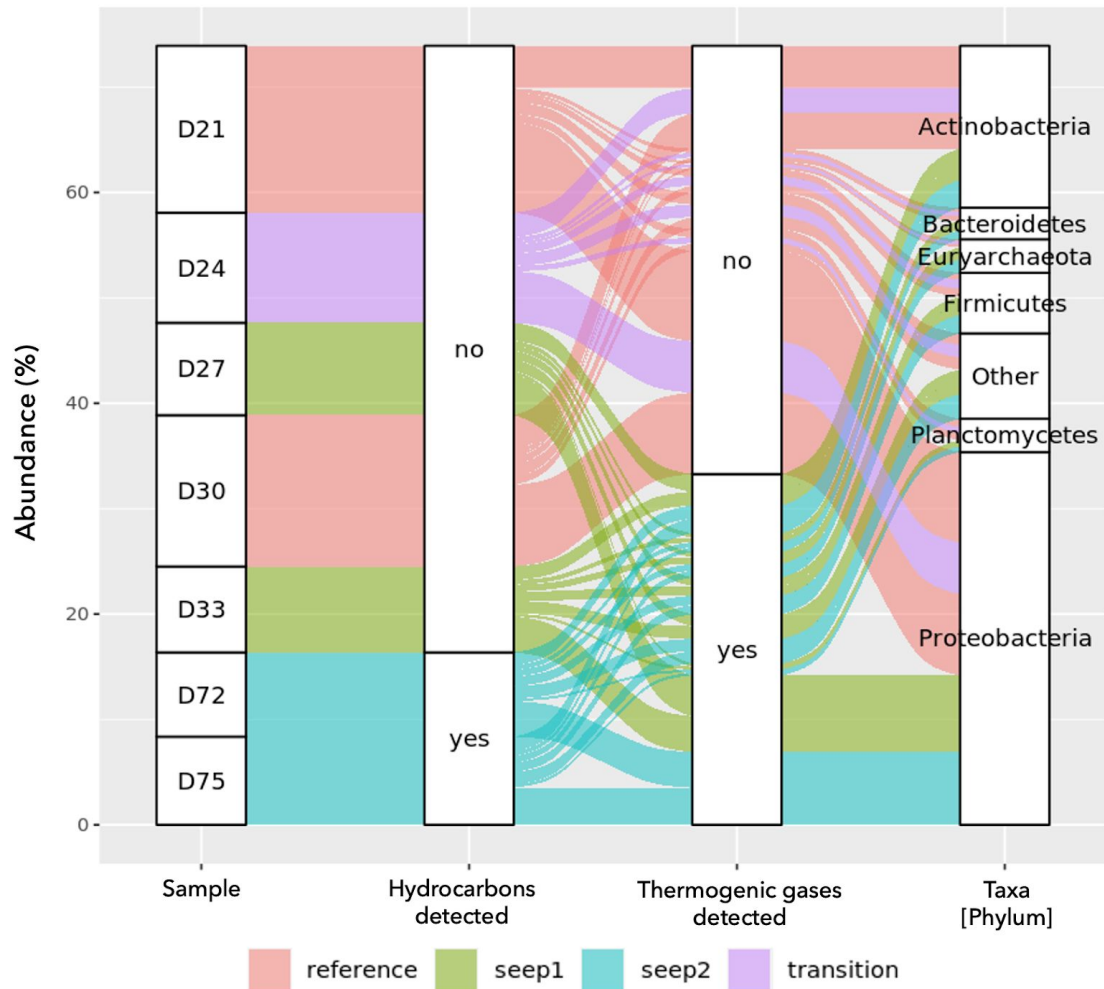 Abundance (%)
60
40
20
0
D21
D24
D27
D30
D33
D72
D75
no
yes
no
yes
Actinobacteria
Bacteroidetes
Euryarchaeota
Firmicutes
Other
Planctomycetes
Proteobacteria
Sample
Hydrocarbons
detected
Thermogenic gases
detected
Taxa
[Phylum]
reference
seep1
seep2
transition